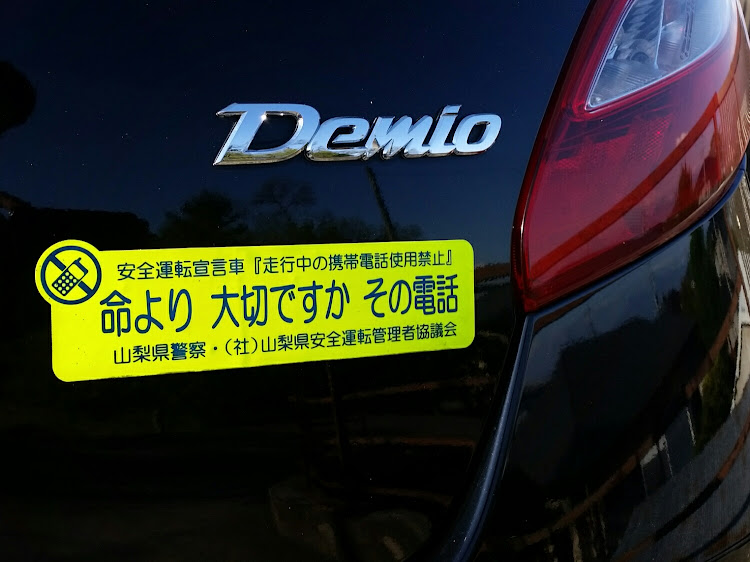 Demio
安全運転宣言車『走行中の携帯電話使用禁止』
命より 大切ですか その電話
山梨県警察・(社)山梨県安全運転管理者協議会